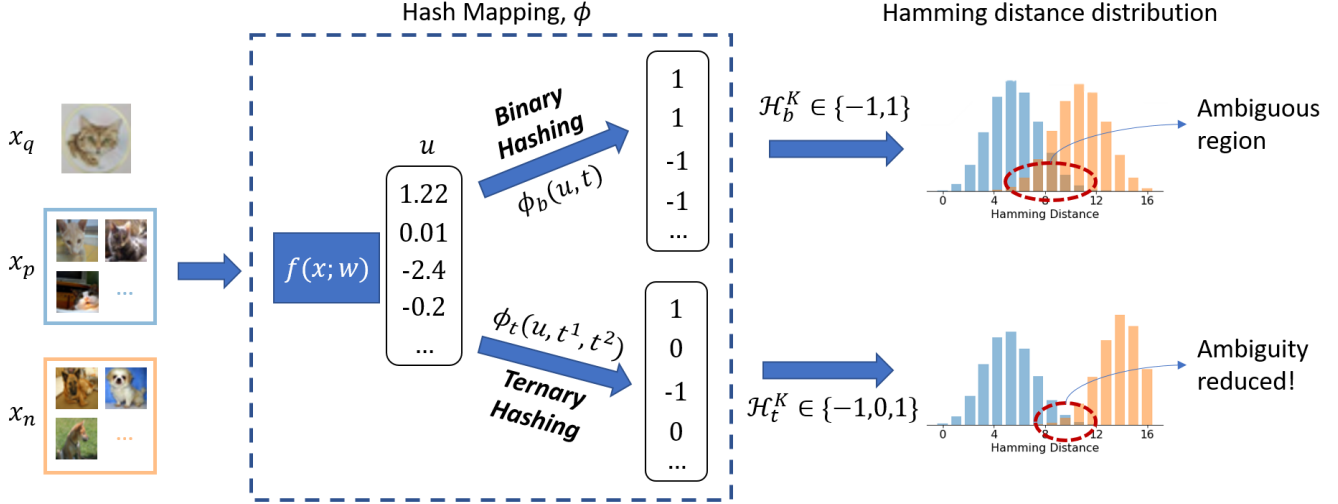 Hash Mapping, ϕ
Hamming distance distribution
x_q
x_p
...
x_n
...
f(x; w)
u
1.22
0.01
-2.4
-0.2
...
Binary
Hashing
ϕ_b(u, t)
ϕ_t(u, t^1, t^2)
Ternary
Hashing
1
1
-1
-1
...
1
0
-1
0
...
ℋ_b^K ∈ {−1,1}
ℋ_t^K ∈ {−1,0,1}
0 4 8 12 16
Hamming Distance
Ambiguous
region
0 4 8 12 16
Hamming Distance
Ambiguity
reduced!